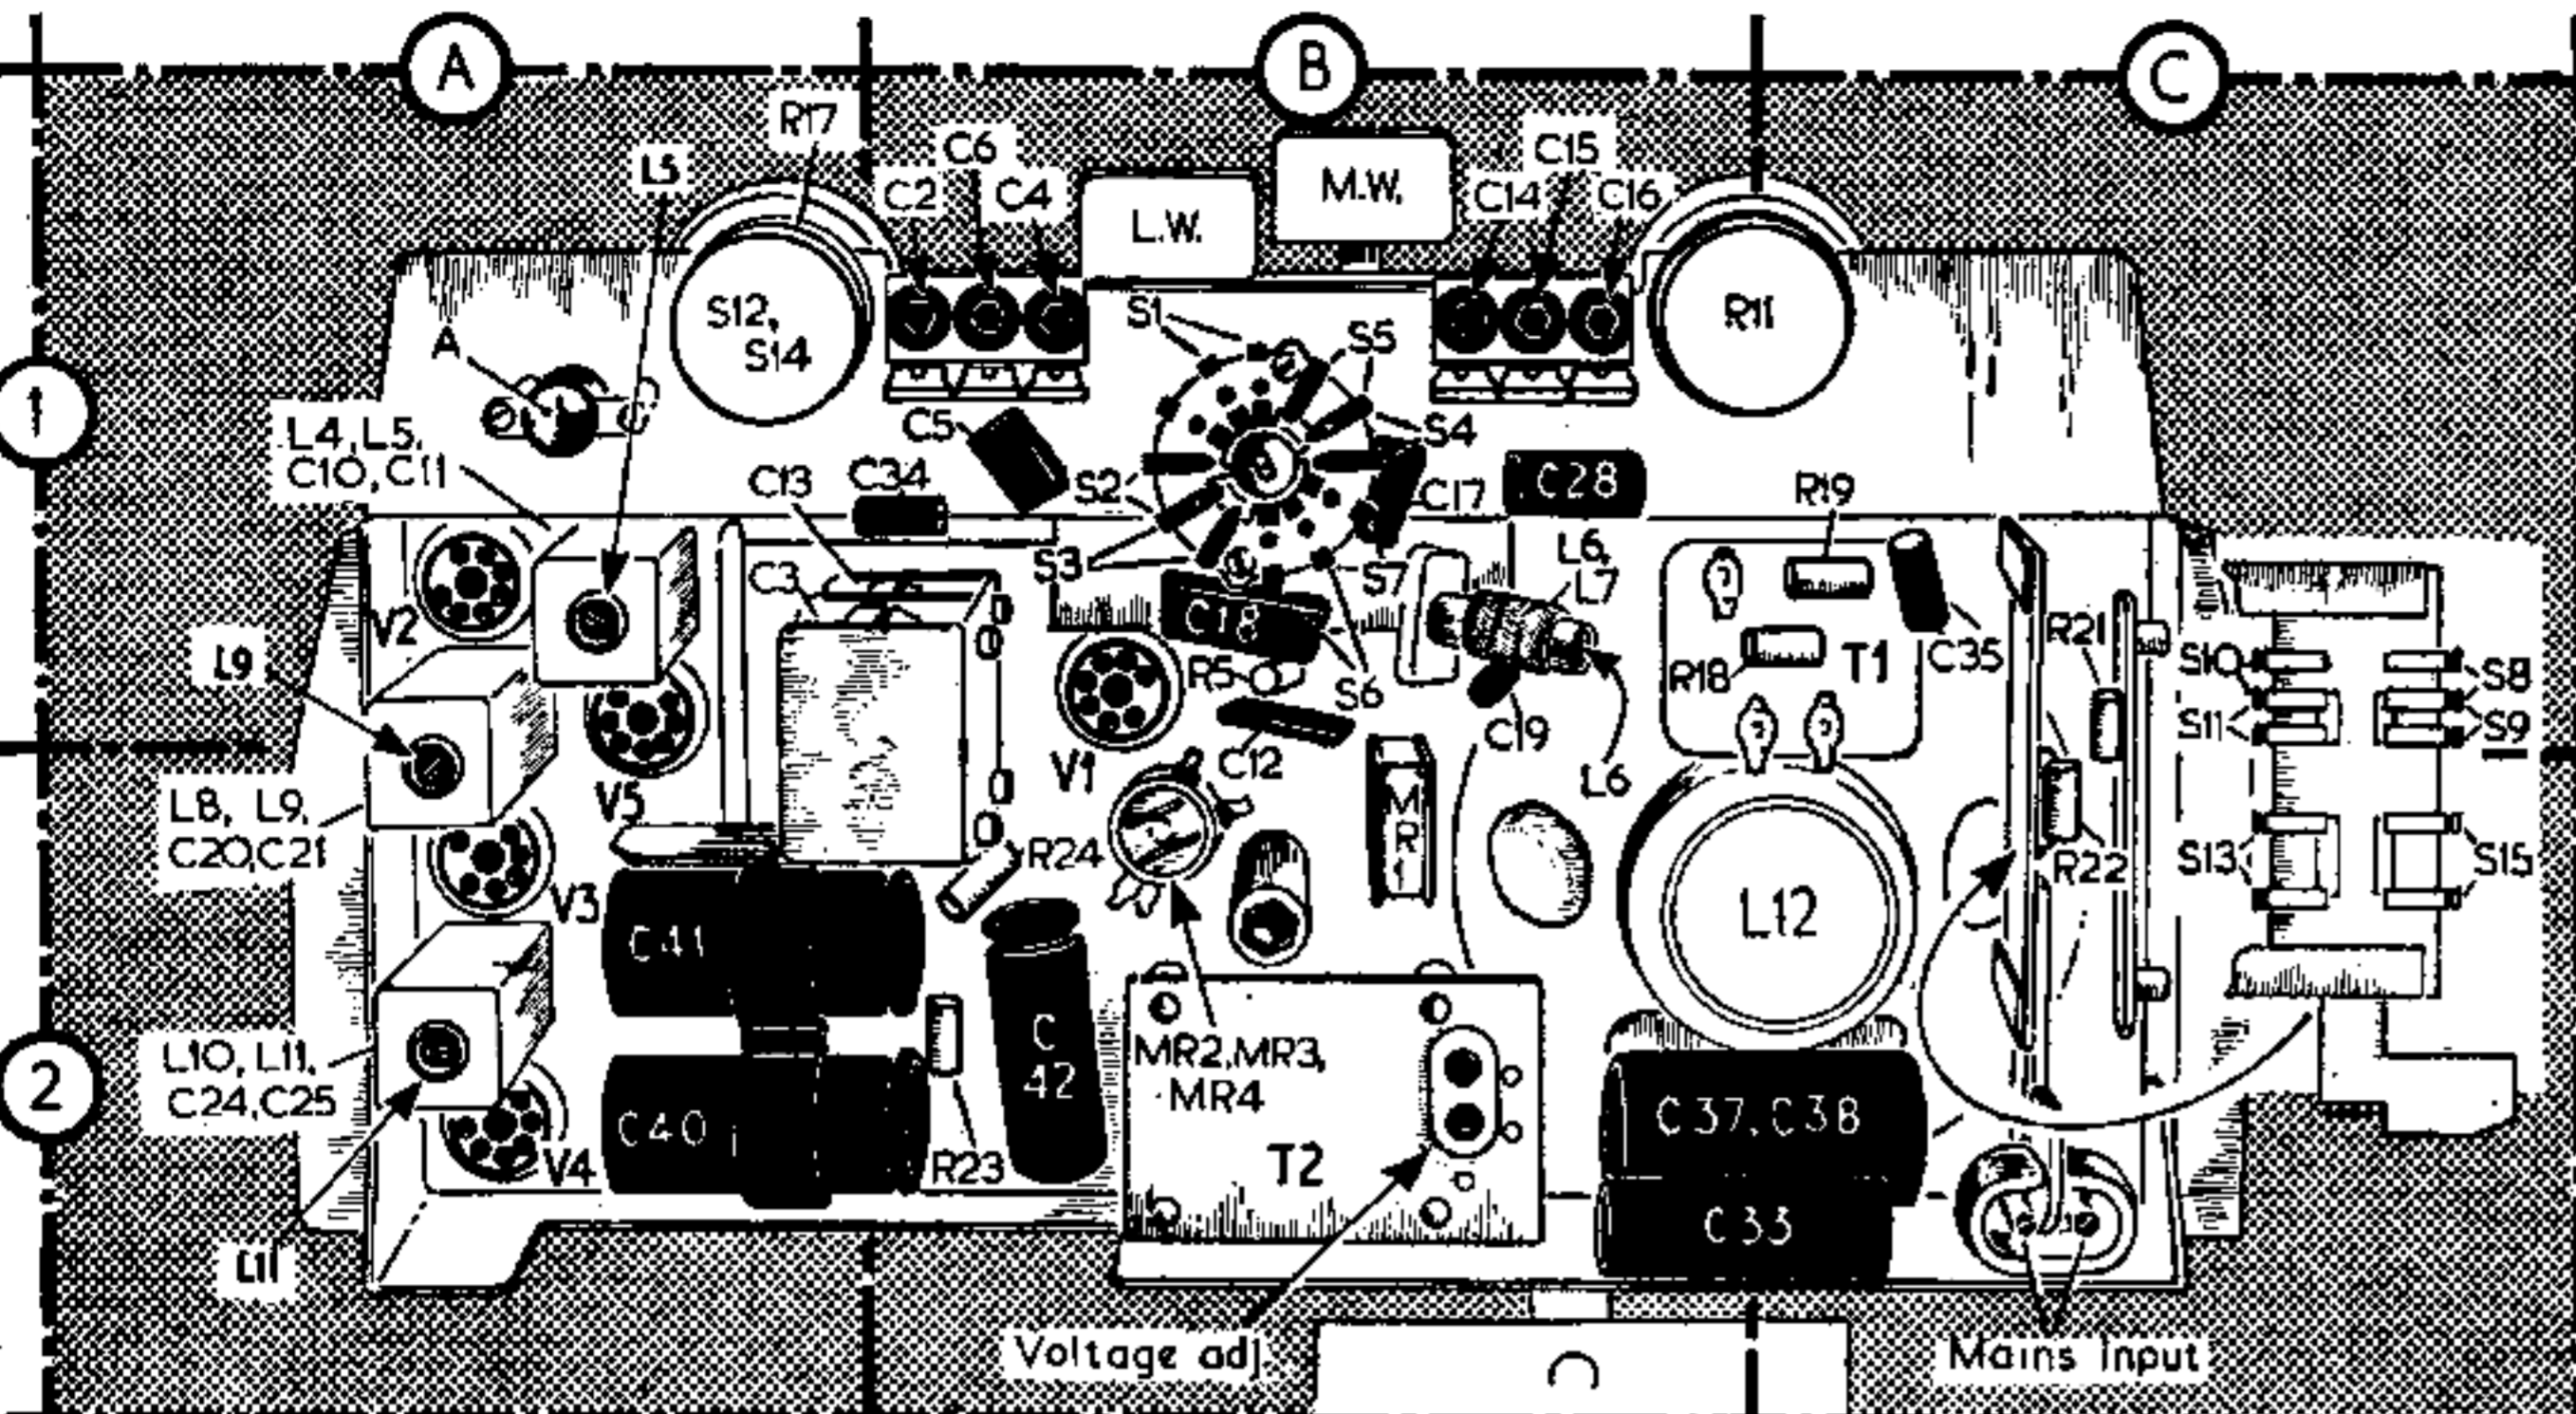 A
B
C
R17
L5
C6
C15
C2
C4
M.W.
C14
C16
L.W.
S12,
S14
S1
S5
R11
A
1
L4, L5,
C10, C11
C5
S4
C13
C34
S2
C17
C28
R19
V2
C3
S3
C18
S7
L6,
L7
R21
L9
R5
S6
R18
T1
C35
S10
S8
S11
S9
C19
V1
C12
L6
L8, L9,
C20, C21
V5
MR1
R24
R22
S13
S15
V3
C41
L12
C
42
MR2, MR3,
MR4
L10, L11,
C24, C25
2
C40
C37, C38
V4
R23
T2
C33
L11
Voltage adj.
Mains input